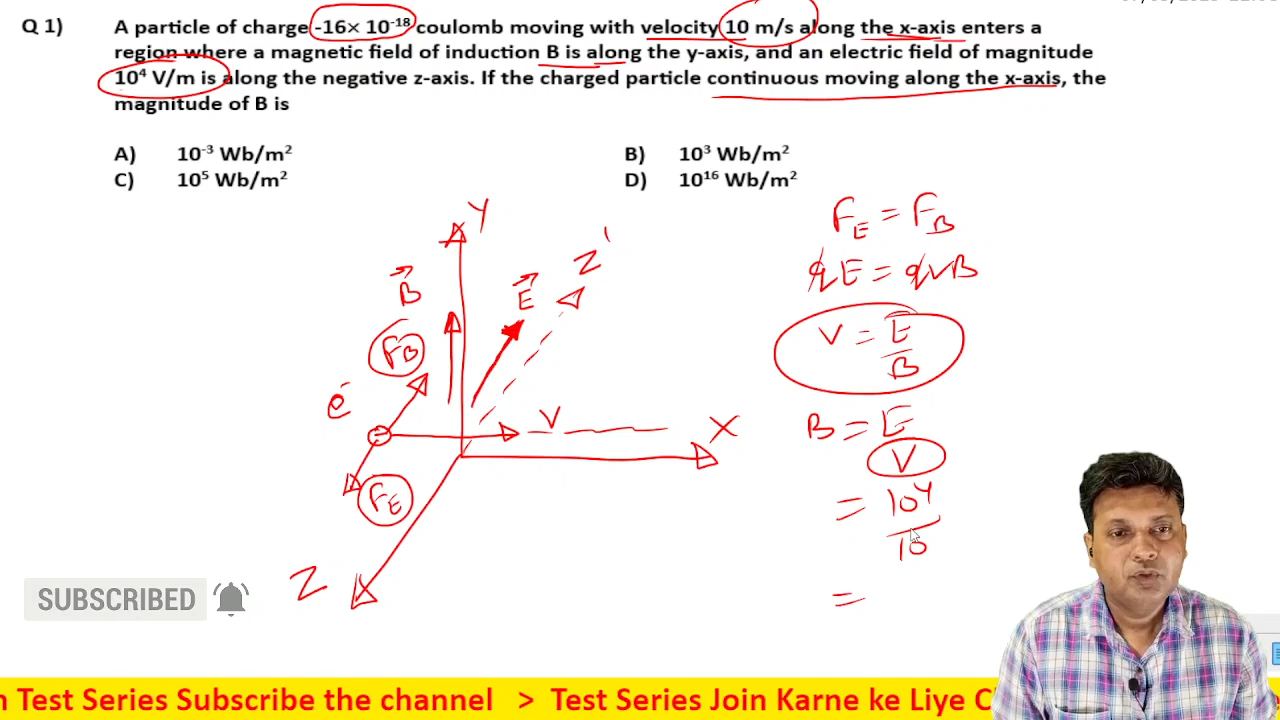 Q 1) A particle of charge -16× 10⁻¹⁸ coulomb moving with velocity 10 m/s along the x-axis enters a
region where a magnetic field of induction B is along the y-axis, and an electric field of magnitude
10⁴ V/m is along the negative z-axis. If the charged particle continuous moving along the x-axis, the
magnitude of B is
A) 10⁻³ Wb/m² B) 10³ Wb/m²
C) 10⁵ Wb/m² D) 10¹⁶ Wb/m²
Y
Z'
B
E
F_B
e⁻
V
X
F_E
Z
F_E = F_B
qE = qvB
V = E/B
B = E/V
= 10⁴/10
=
SUBSCRIBED
Test Series Subscribe the channel > Test Series Join Karne ke Liye